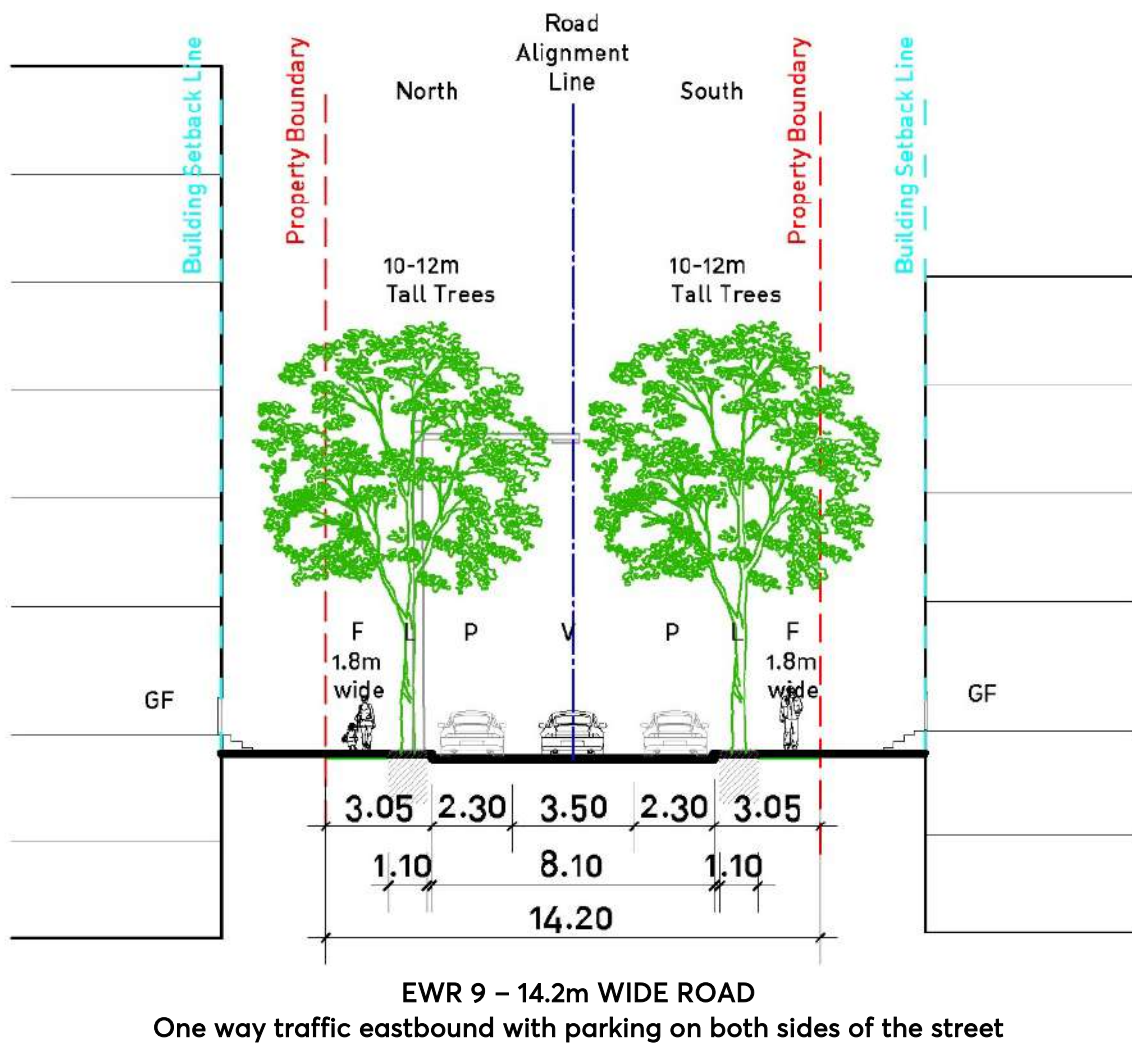 Road
Alignment
Line
Building Setback Line
Property Boundary
North
South
Property Boundary
Building Setback Line
10-12m
Tall Trees
10-12m
Tall Trees
F L P V P L F
1.8m
wide
1.8m
wide
GF
GF
3.05 2.30 3.50 2.30 3.05
1.10 8.10 1.10
14.20
EWR 9 – 14.2m WIDE ROAD
One way traffic eastbound with parking on both sides of the street